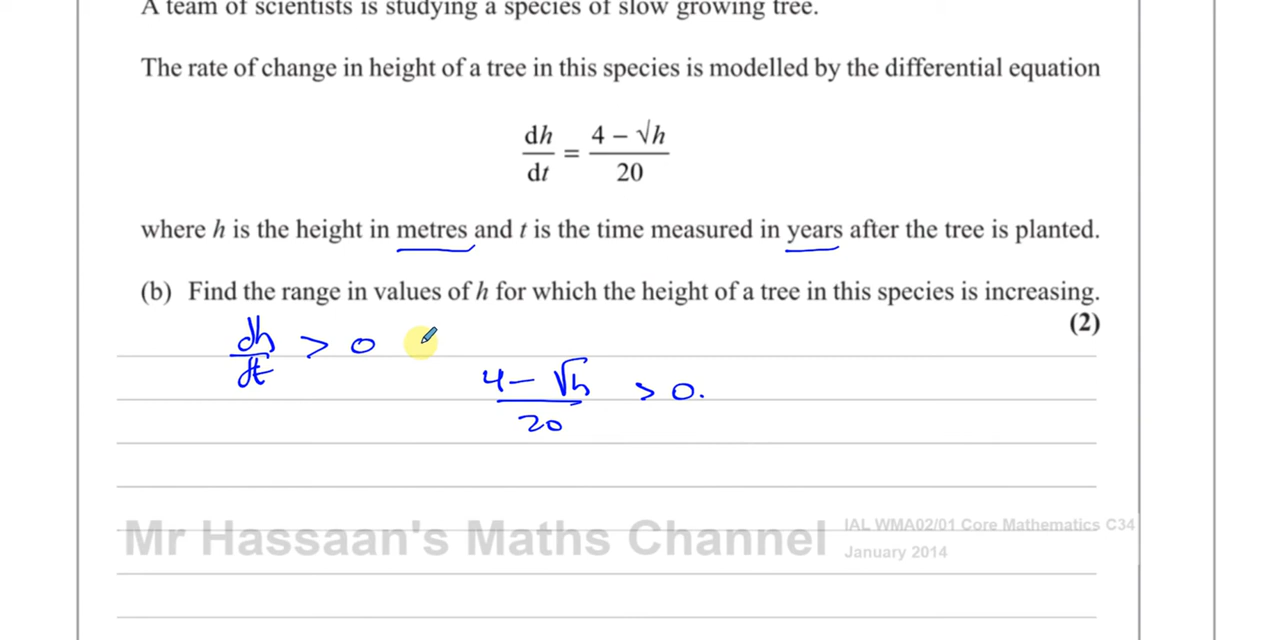 A team of scientists is studying a species of slow growing tree.
The rate of change in height of a tree in this species is modelled by the differential equation
dh/dt = (4 − √h)/20
where h is the height in metres and t is the time measured in years after the tree is planted.
(b) Find the range in values of h for which the height of a tree in this species is increasing.
(2)
dh/dt > 0
(4 − √h)/20 > 0.
Mr Hassaan's Maths Channel
IAL WMA02/01 Core Mathematics C34
January 2014